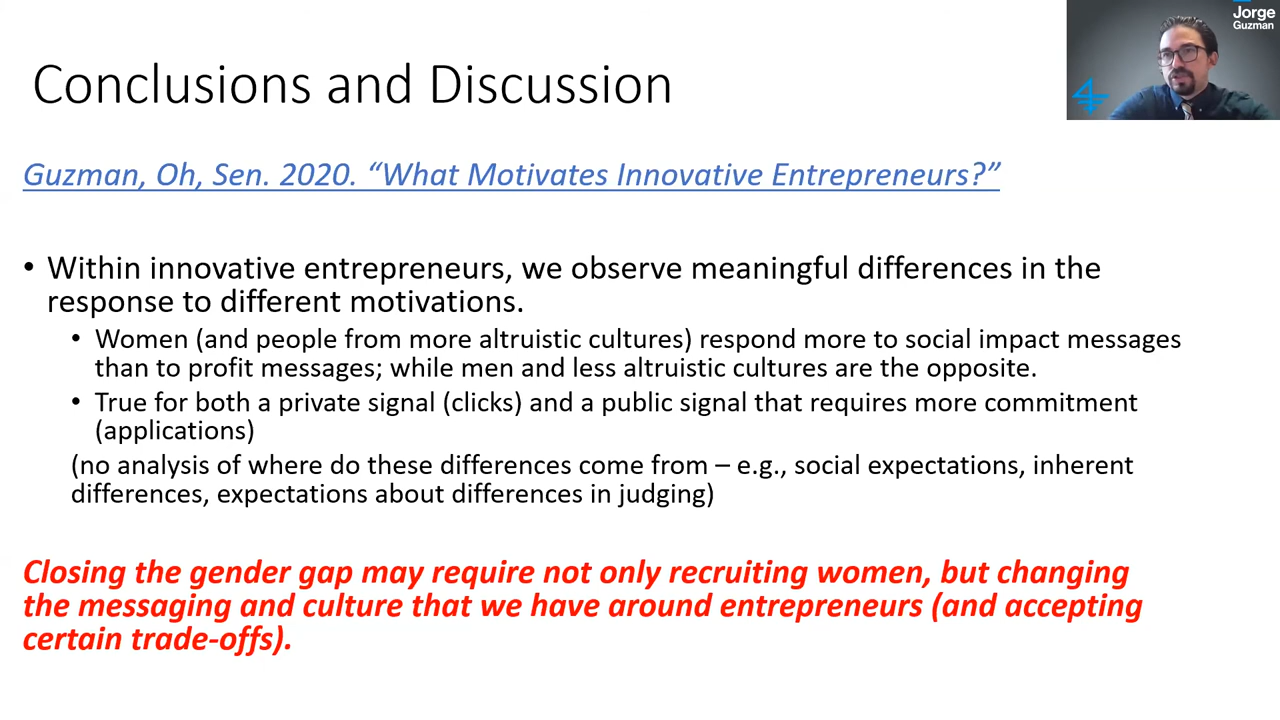 Jorge
Guzman
Conclusions and Discussion
Guzman, Oh, Sen. 2020. “What Motivates Innovative Entrepreneurs?”
• Within innovative entrepreneurs, we observe meaningful differences in the
response to different motivations.
• Women (and people from more altruistic cultures) respond more to social impact messages
than to profit messages; while men and less altruistic cultures are the opposite.
• True for both a private signal (clicks) and a public signal that requires more commitment
(applications)
(no analysis of where do these differences come from – e.g., social expectations, inherent
differences, expectations about differences in judging)
Closing the gender gap may require not only recruiting women, but changing
the messaging and culture that we have around entrepreneurs (and accepting
certain trade-offs).